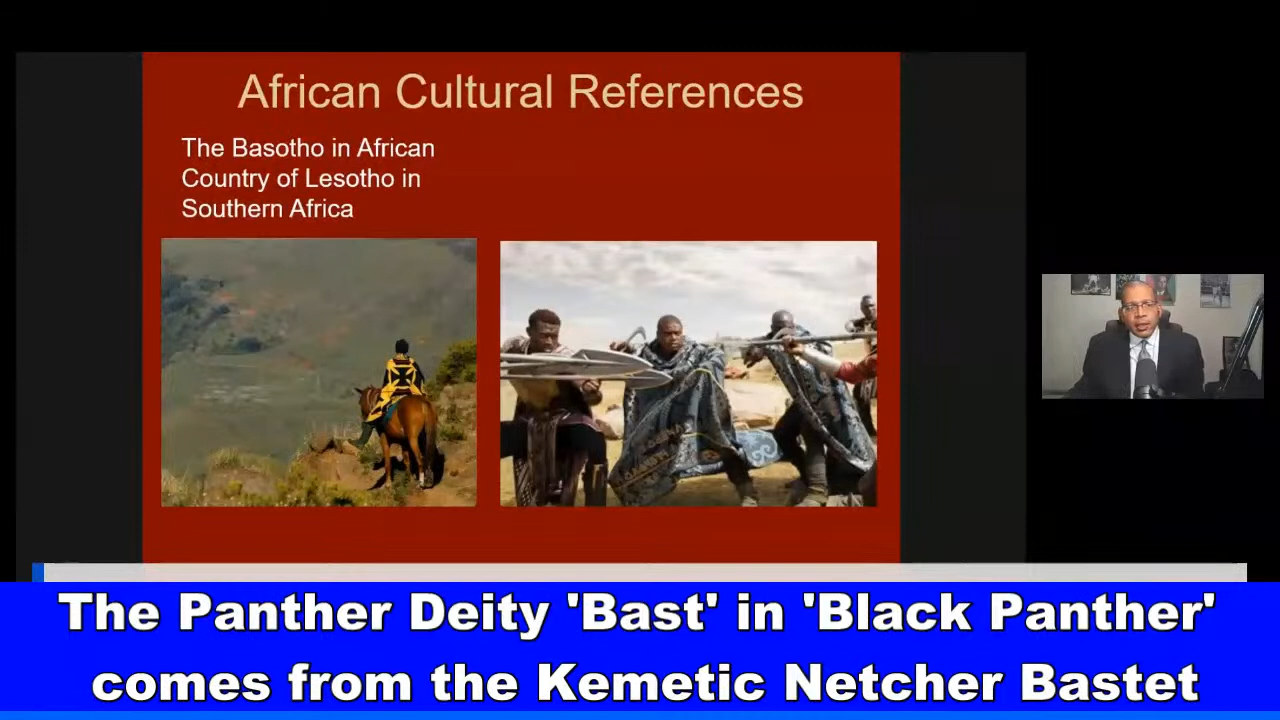 African Cultural References
The Basotho in African
Country of Lesotho in
Southern Africa
The Panther Deity 'Bast' in 'Black Panther'
comes from the Kemetic Netcher Bastet